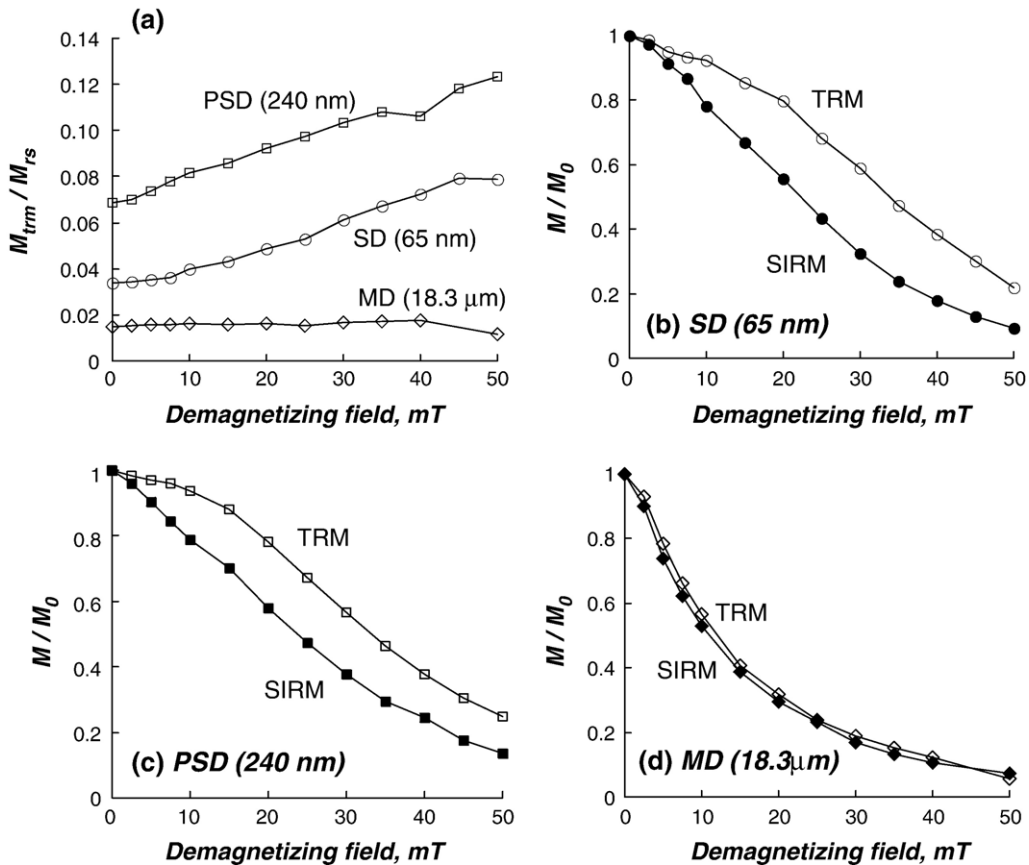 (a)
0.14
0.12
0.10
0.08
0.06
0.04
0.02
0
M_trm / M_rs
PSD (240 nm)
SD (65 nm)
MD (18.3 μm)
0 10 20 30 40 50
Demagnetizing field, mT
1
0.8
0.6
0.4
0.2
0
M / M_0
TRM
SIRM
(b) SD (65 nm)
0 10 20 30 40 50
Demagnetizing field, mT
1
0.8
0.6
0.4
0.2
0
M / M_0
TRM
SIRM
(c) PSD (240 nm)
0 10 20 30 40 50
Demagnetizing field, mT
1
0.8
0.6
0.4
0.2
0
M / M_0
TRM
SIRM
(d) MD (18.3μm)
0 10 20 30 40 50
Demagnetizing field, mT